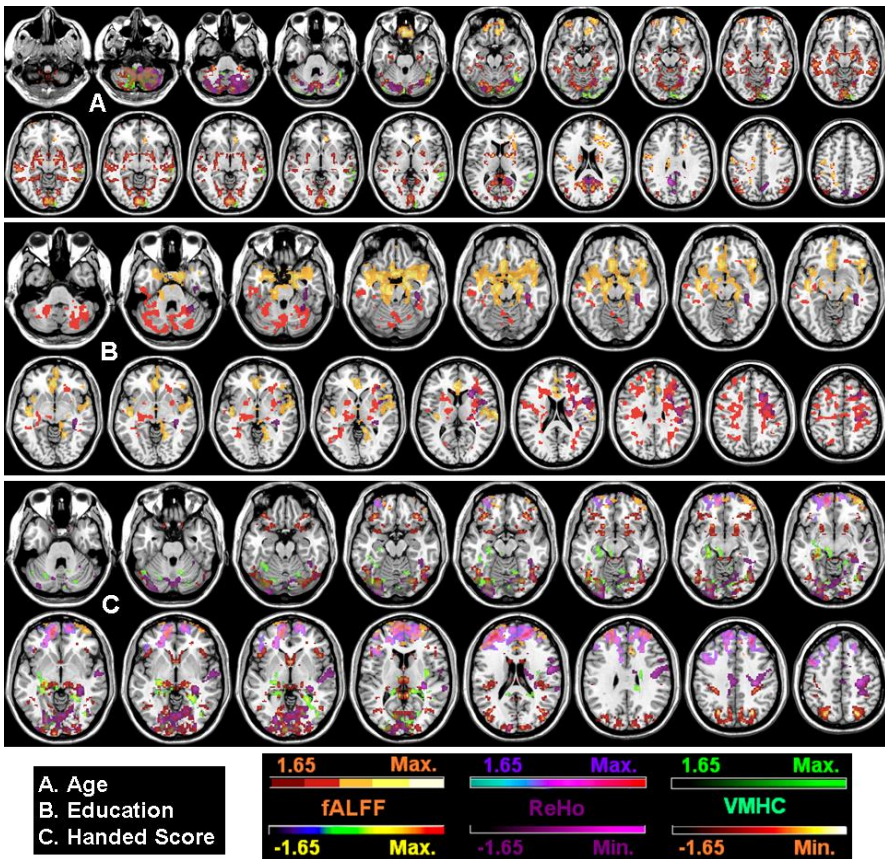 A
B
C
A. Age
B. Education
C. Handed Score
1.65 Max.
fALFF
-1.65 Max.
1.65 Max.
ReHo
-1.65 Min.
1.65 Max.
VMHC
-1.65 Min.